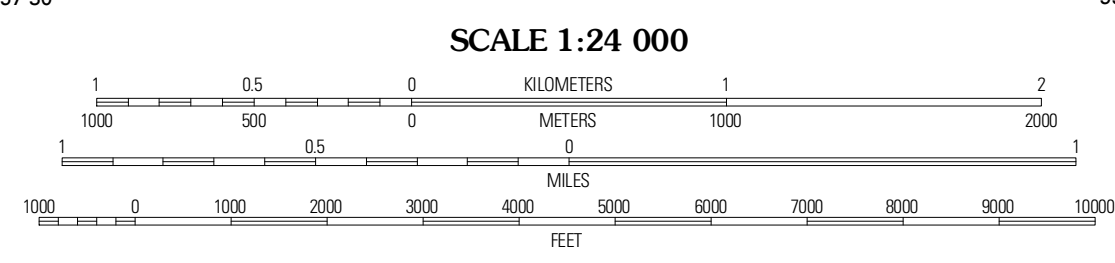 SCALE 1:24 000
1 0.5 0 KILOMETERS 1 2
1000 500 0 METERS 1000 2000
1 0.5 0 1
MILES
1000 0 1000 2000 3000 4000 5000 6000 7000 8000 9000 10000
FEET